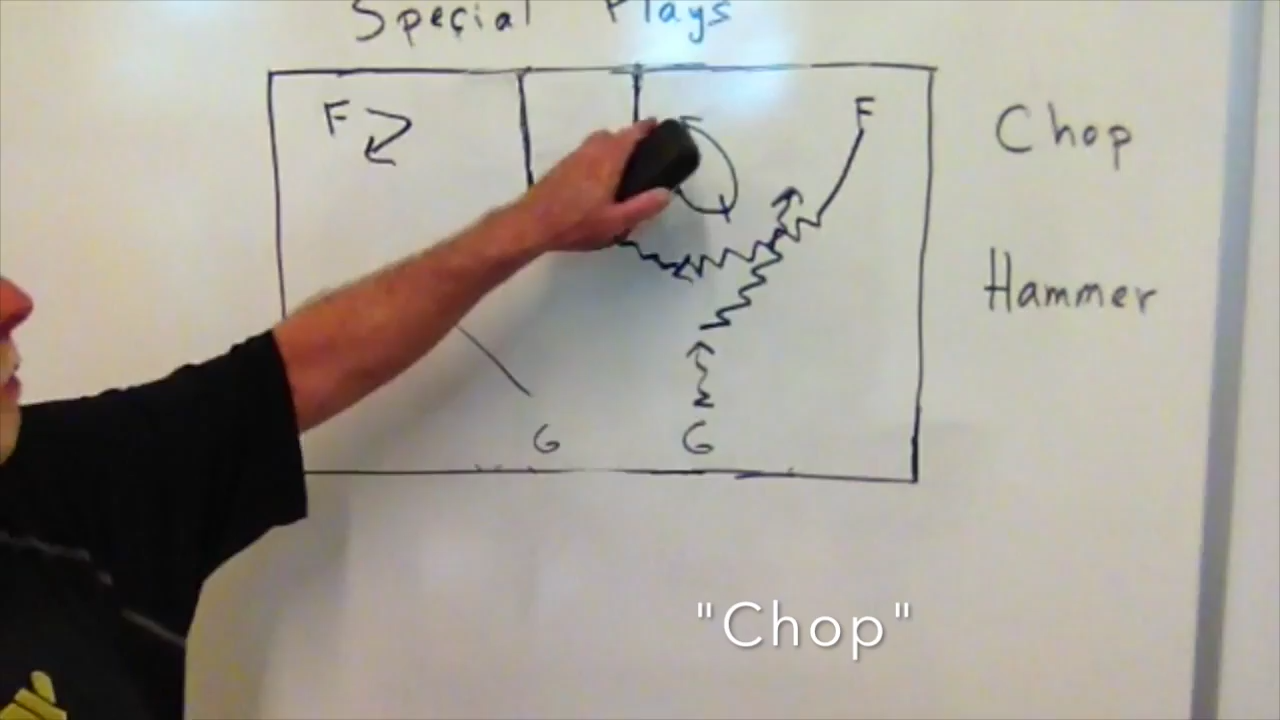 Special Plays
F
F
Chop
Hammer
G
G
"Chop"